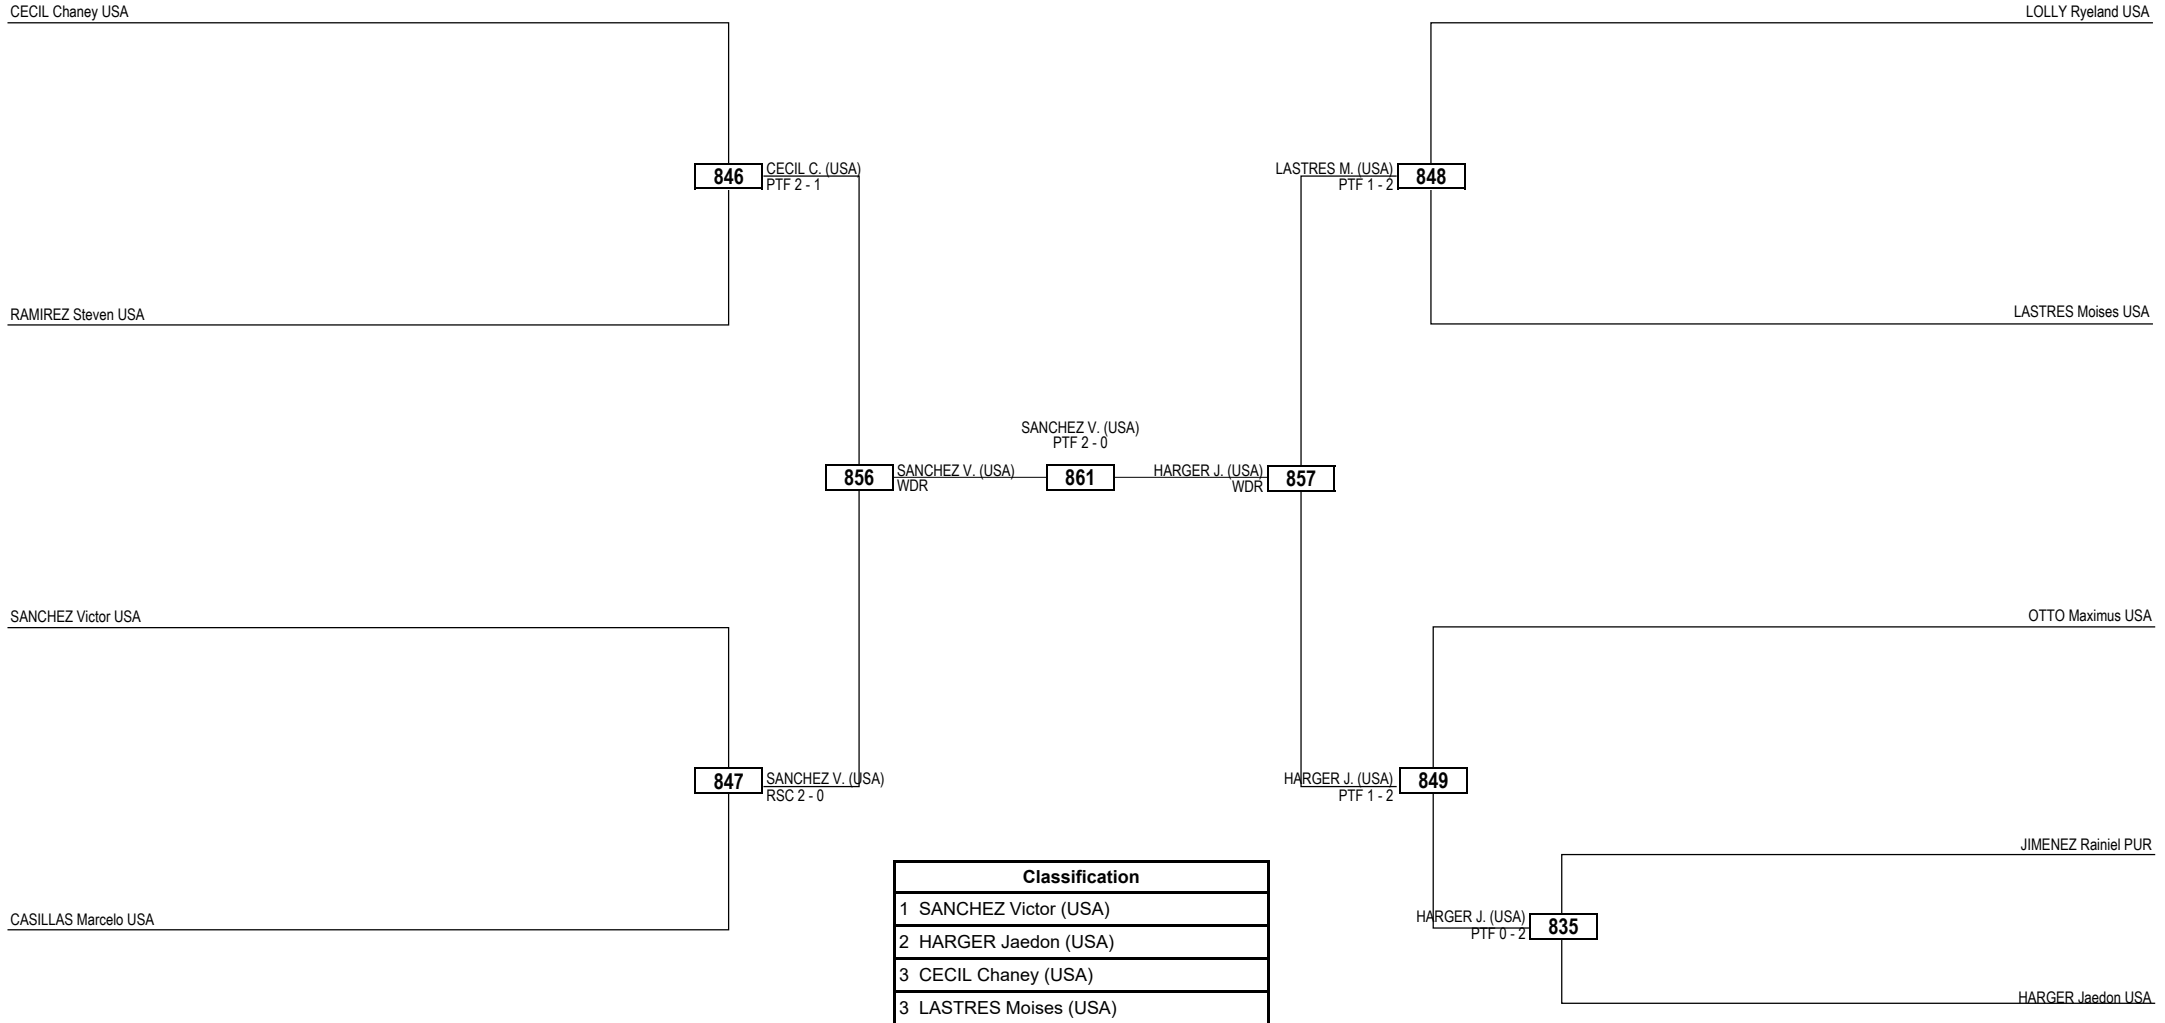 CECIL Chaney USA
LOLLY Ryeland USA
846
CECIL C. (USA)
PTF 2 - 1
LASTRES M. (USA)
PTF 1 - 2
848
RAMIREZ Steven USA
LASTRES Moises USA
SANCHEZ V. (USA)
PTF 2 - 0
856
SANCHEZ V. (USA)
WDR
861
HARGER J. (USA)
WDR
857
SANCHEZ Victor USA
OTTO Maximus USA
847
SANCHEZ V. (USA)
RSC 2 - 0
HARGER J. (USA)
PTF 1 - 2
849
JIMENEZ Rainiel PUR
CASILLAS Marcelo USA
HARGER J. (USA)
PTF 0 - 2
835
HARGER Jaedon USA
Classification
1 SANCHEZ Victor (USA)
2 HARGER Jaedon (USA)
3 CECIL Chaney (USA)
3 LASTRES Moises (USA)